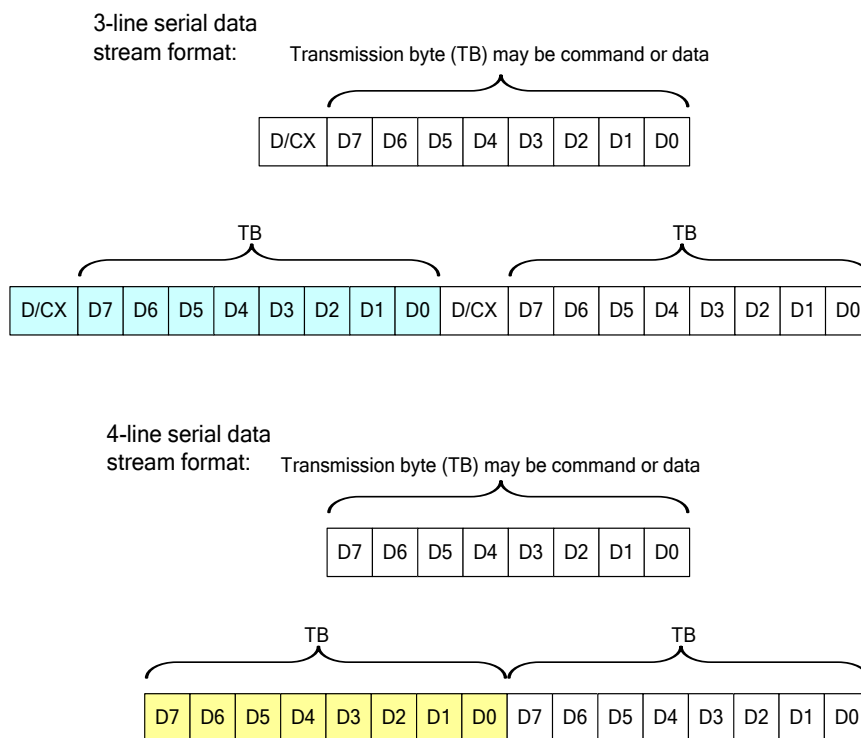 3-line serial data
stream format:
Transmission byte (TB) may be command or data
D/CX D7 D6 D5 D4 D3 D2 D1 D0
TB TB
D/CX D7 D6 D5 D4 D3 D2 D1 D0 D/CX D7 D6 D5 D4 D3 D2 D1 D0
4-line serial data
stream format:
Transmission byte (TB) may be command or data
D7 D6 D5 D4 D3 D2 D1 D0
TB TB
D7 D6 D5 D4 D3 D2 D1 D0 D7 D6 D5 D4 D3 D2 D1 D0